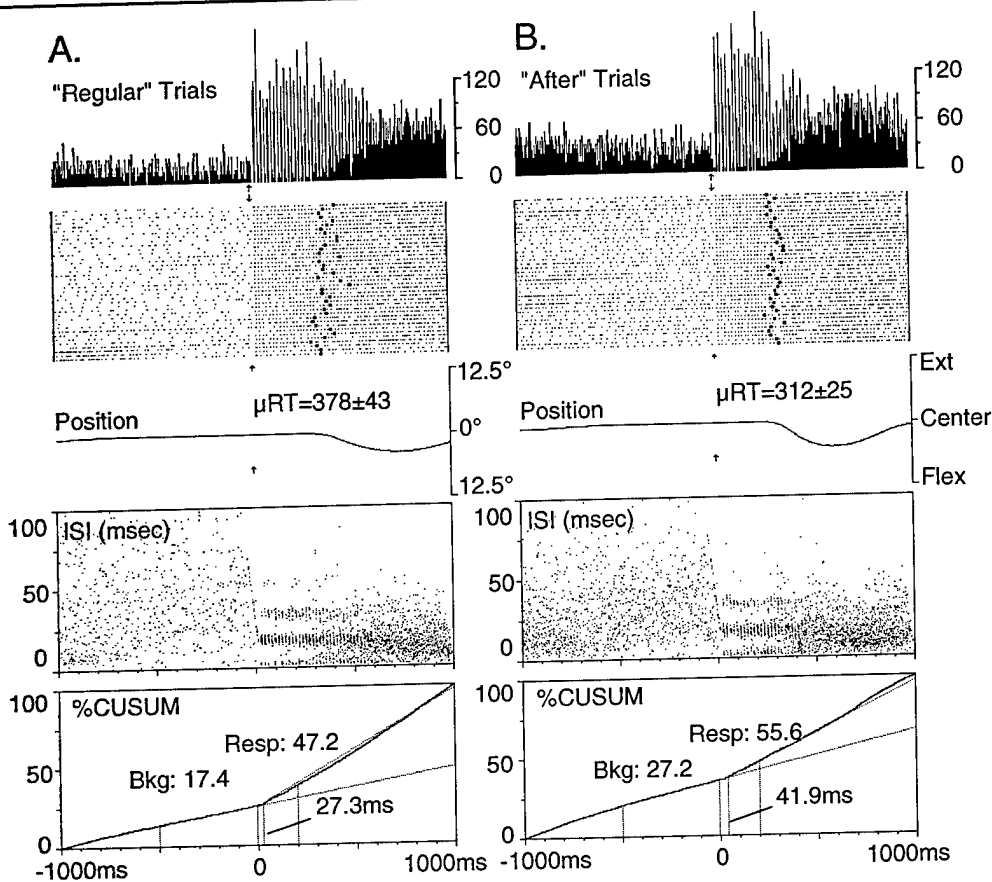 A.
"Regular" Trials
120
60
0
µRT=378±43
Position
12.5°
0°
12.5°
ISI (msec)
100
50
0
%CUSUM
100
50
0
Resp: 47.2
Bkg: 17.4
27.3ms
-1000ms
0
1000ms
B.
"After" Trials
120
60
0
µRT=312±25
Position
Ext
Center
Flex
ISI (msec)
100
50
0
%CUSUM
100
50
0
Resp: 55.6
Bkg: 27.2
41.9ms
-1000ms
0
1000ms